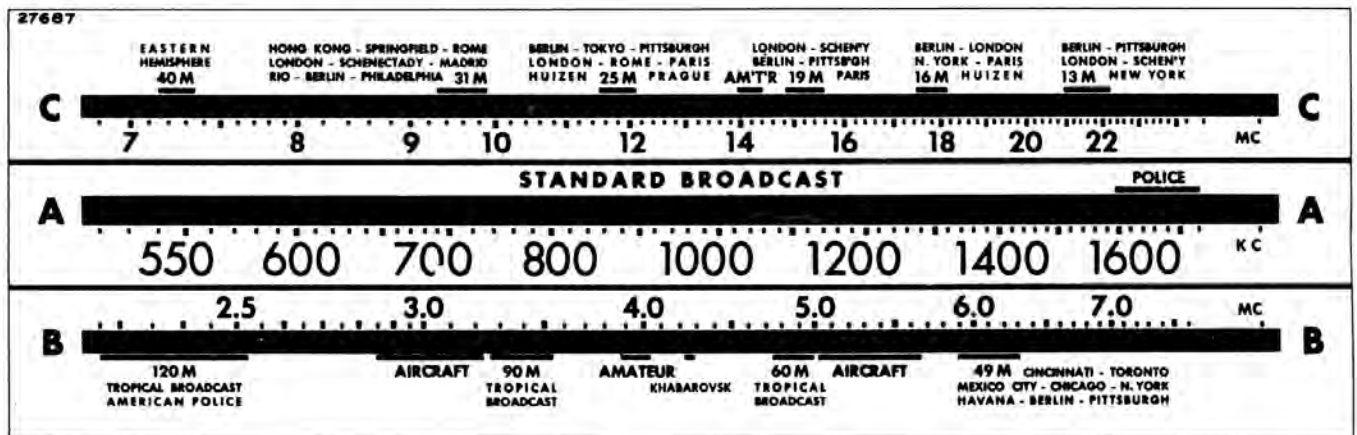 27687
EASTERN HEMISPHERE 40 M
HONG KONG - SPRINGFIELD - ROME
LONDON - SCHENECTADY - MADRID
RIO - BERLIN - PHILADELPHIA 31 M
BERLIN - TOKYO - PITTSBURGH
LONDON - ROME - PARIS
HUIZEN 25 M PRAGUE
AM'T'R
LONDON - SCHEN'Y
BERLIN - PITTSB'GH
19 M PARIS
BERLIN - LONDON
N. YORK - PARIS
16 M HUIZEN
BERLIN - PITTSBURGH
LONDON - SCHEN'Y
13 M NEW YORK
C C
7 8 9 10 12 14 16 18 20 22 MC
STANDARD BROADCAST POLICE
A A
550 600 700 800 1000 1200 1400 1600 KC
2.5 3.0 4.0 5.0 6.0 7.0 MC
B B
120 M
TROPICAL BROADCAST
AMERICAN POLICE
AIRCRAFT
90 M
TROPICAL
BROADCAST
AMATEUR
KHABAROVSK
60 M
TROPICAL
BROADCAST
AIRCRAFT
49 M CINCINNATI - TORONTO
MEXICO CITY - CHICAGO - N. YORK
HAVANA - BERLIN - PITTSBURGH